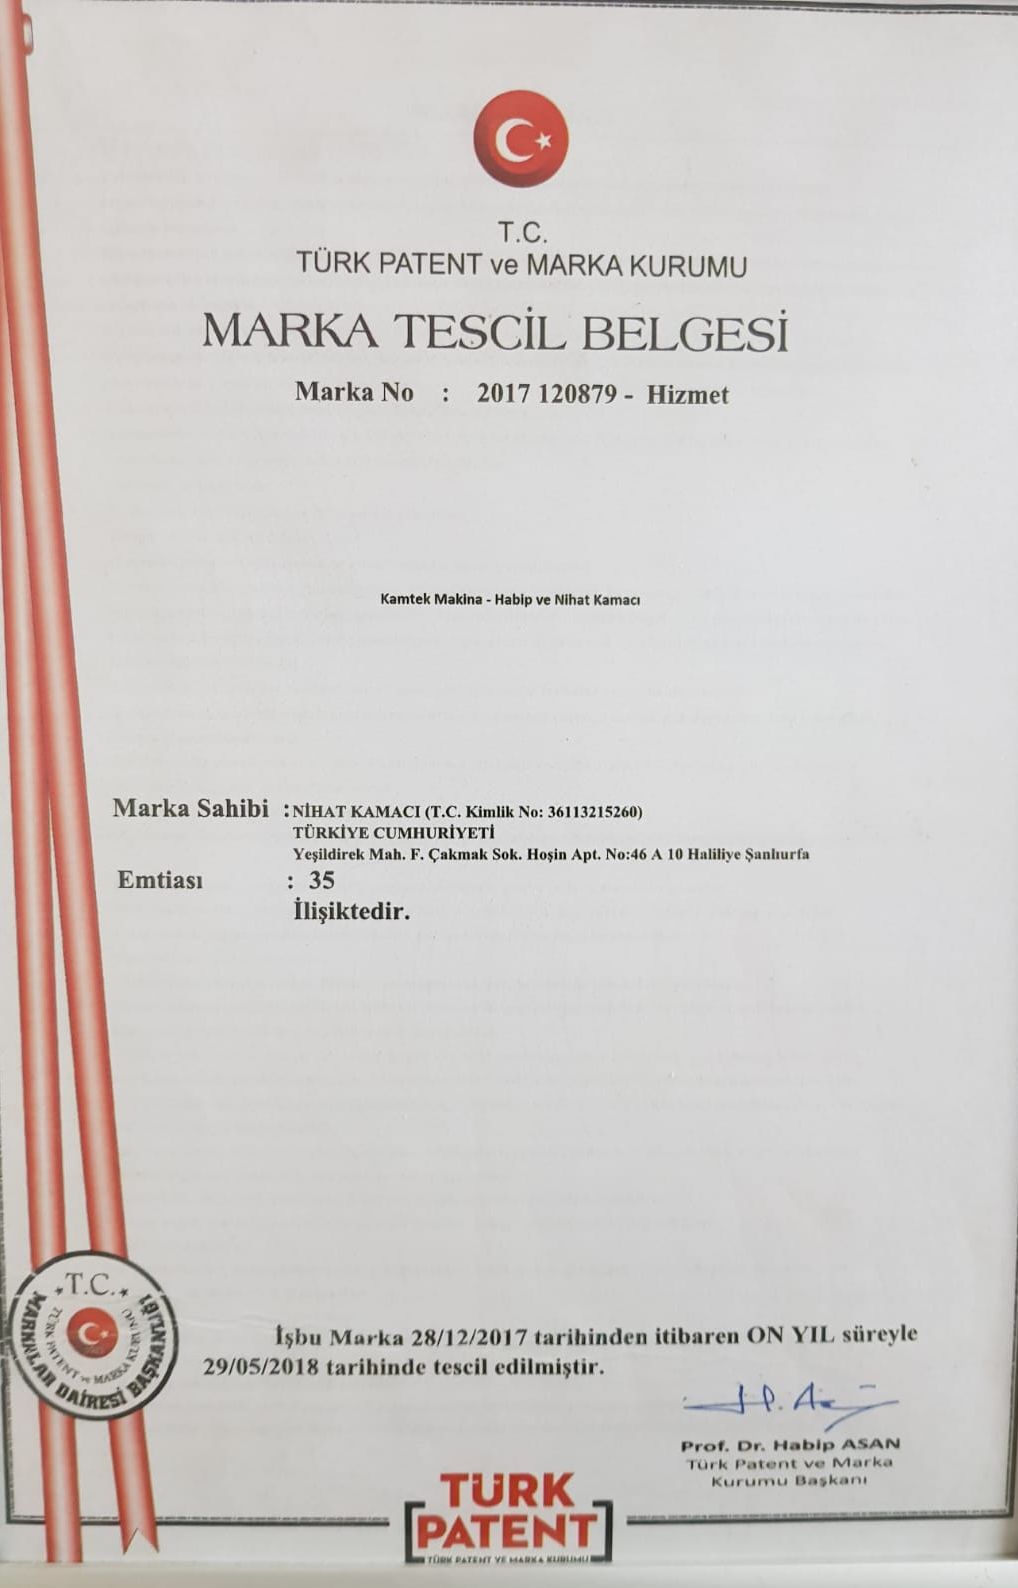 T.C.
TÜRK PATENT ve MARKA KURUMU
MARKA TESCİL BELGESİ
Marka No : 2017 120879 - Hizmet
Kamtek Makina - Habip ve Nihat Kamacı
Marka Sahibi : NİHAT KAMACI (T.C. Kimlik No: 36113215260)
TÜRKİYE CUMHURİYETİ
Yeşildirek Mah. F. Çakmak Sok. Hoşin Apt. No:46 A 10 Haliliye Şanlıurfa
Emtiası : 35
İlişiktedir.
T.C.
TÜRK PATENT ve MARKA KURUMU
MARKALAR DAİRESİ BAŞKANLIĞI
İşbu Marka 28/12/2017 tarihinden itibaren ON YIL süreyle
29/05/2018 tarihinde tescil edilmiştir.
Prof. Dr. Habip ASAN
Türk Patent ve Marka
Kurumu Başkanı
TÜRK
PATENT
TÜRK PATENT VE MARKA KURUMU